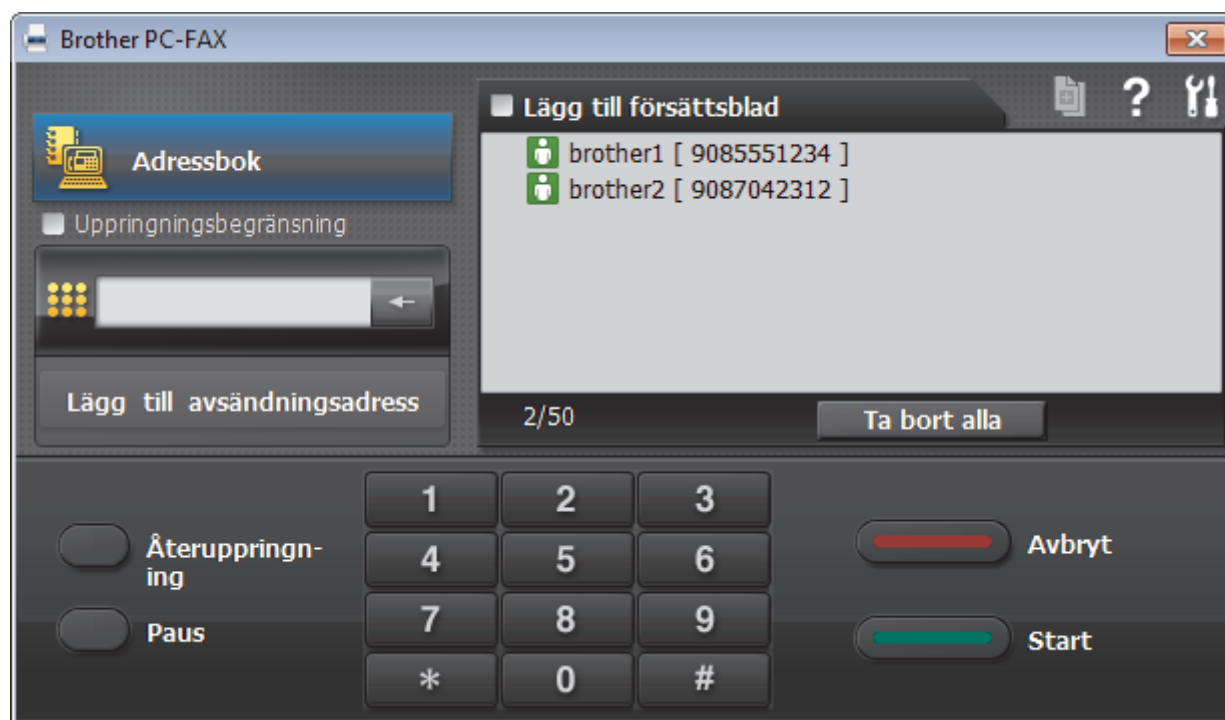 Brother PC-FAX
Adressbok
Uppringningsbegränsning
Lägg till avsändningsadress
Lägg till försättsblad
?
brother1 [ 9085551234 ]
brother2 [ 9087042312 ]
2/50
Ta bort alla
Återuppringn-
ing
Paus
1 2 3
4 5 6
7 8 9
* 0 #
Avbryt
Start